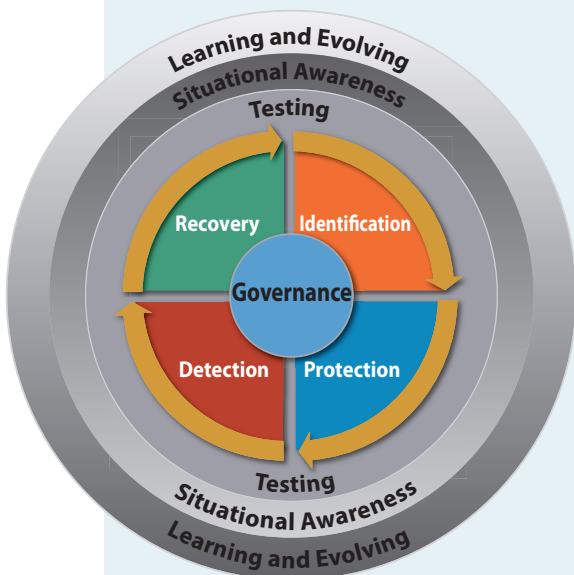 Learning and Evolving
Situational Awareness
Testing
Recovery
Identification
Governance
Detection
Protection
Testing
Situational Awareness
Learning and Evolving